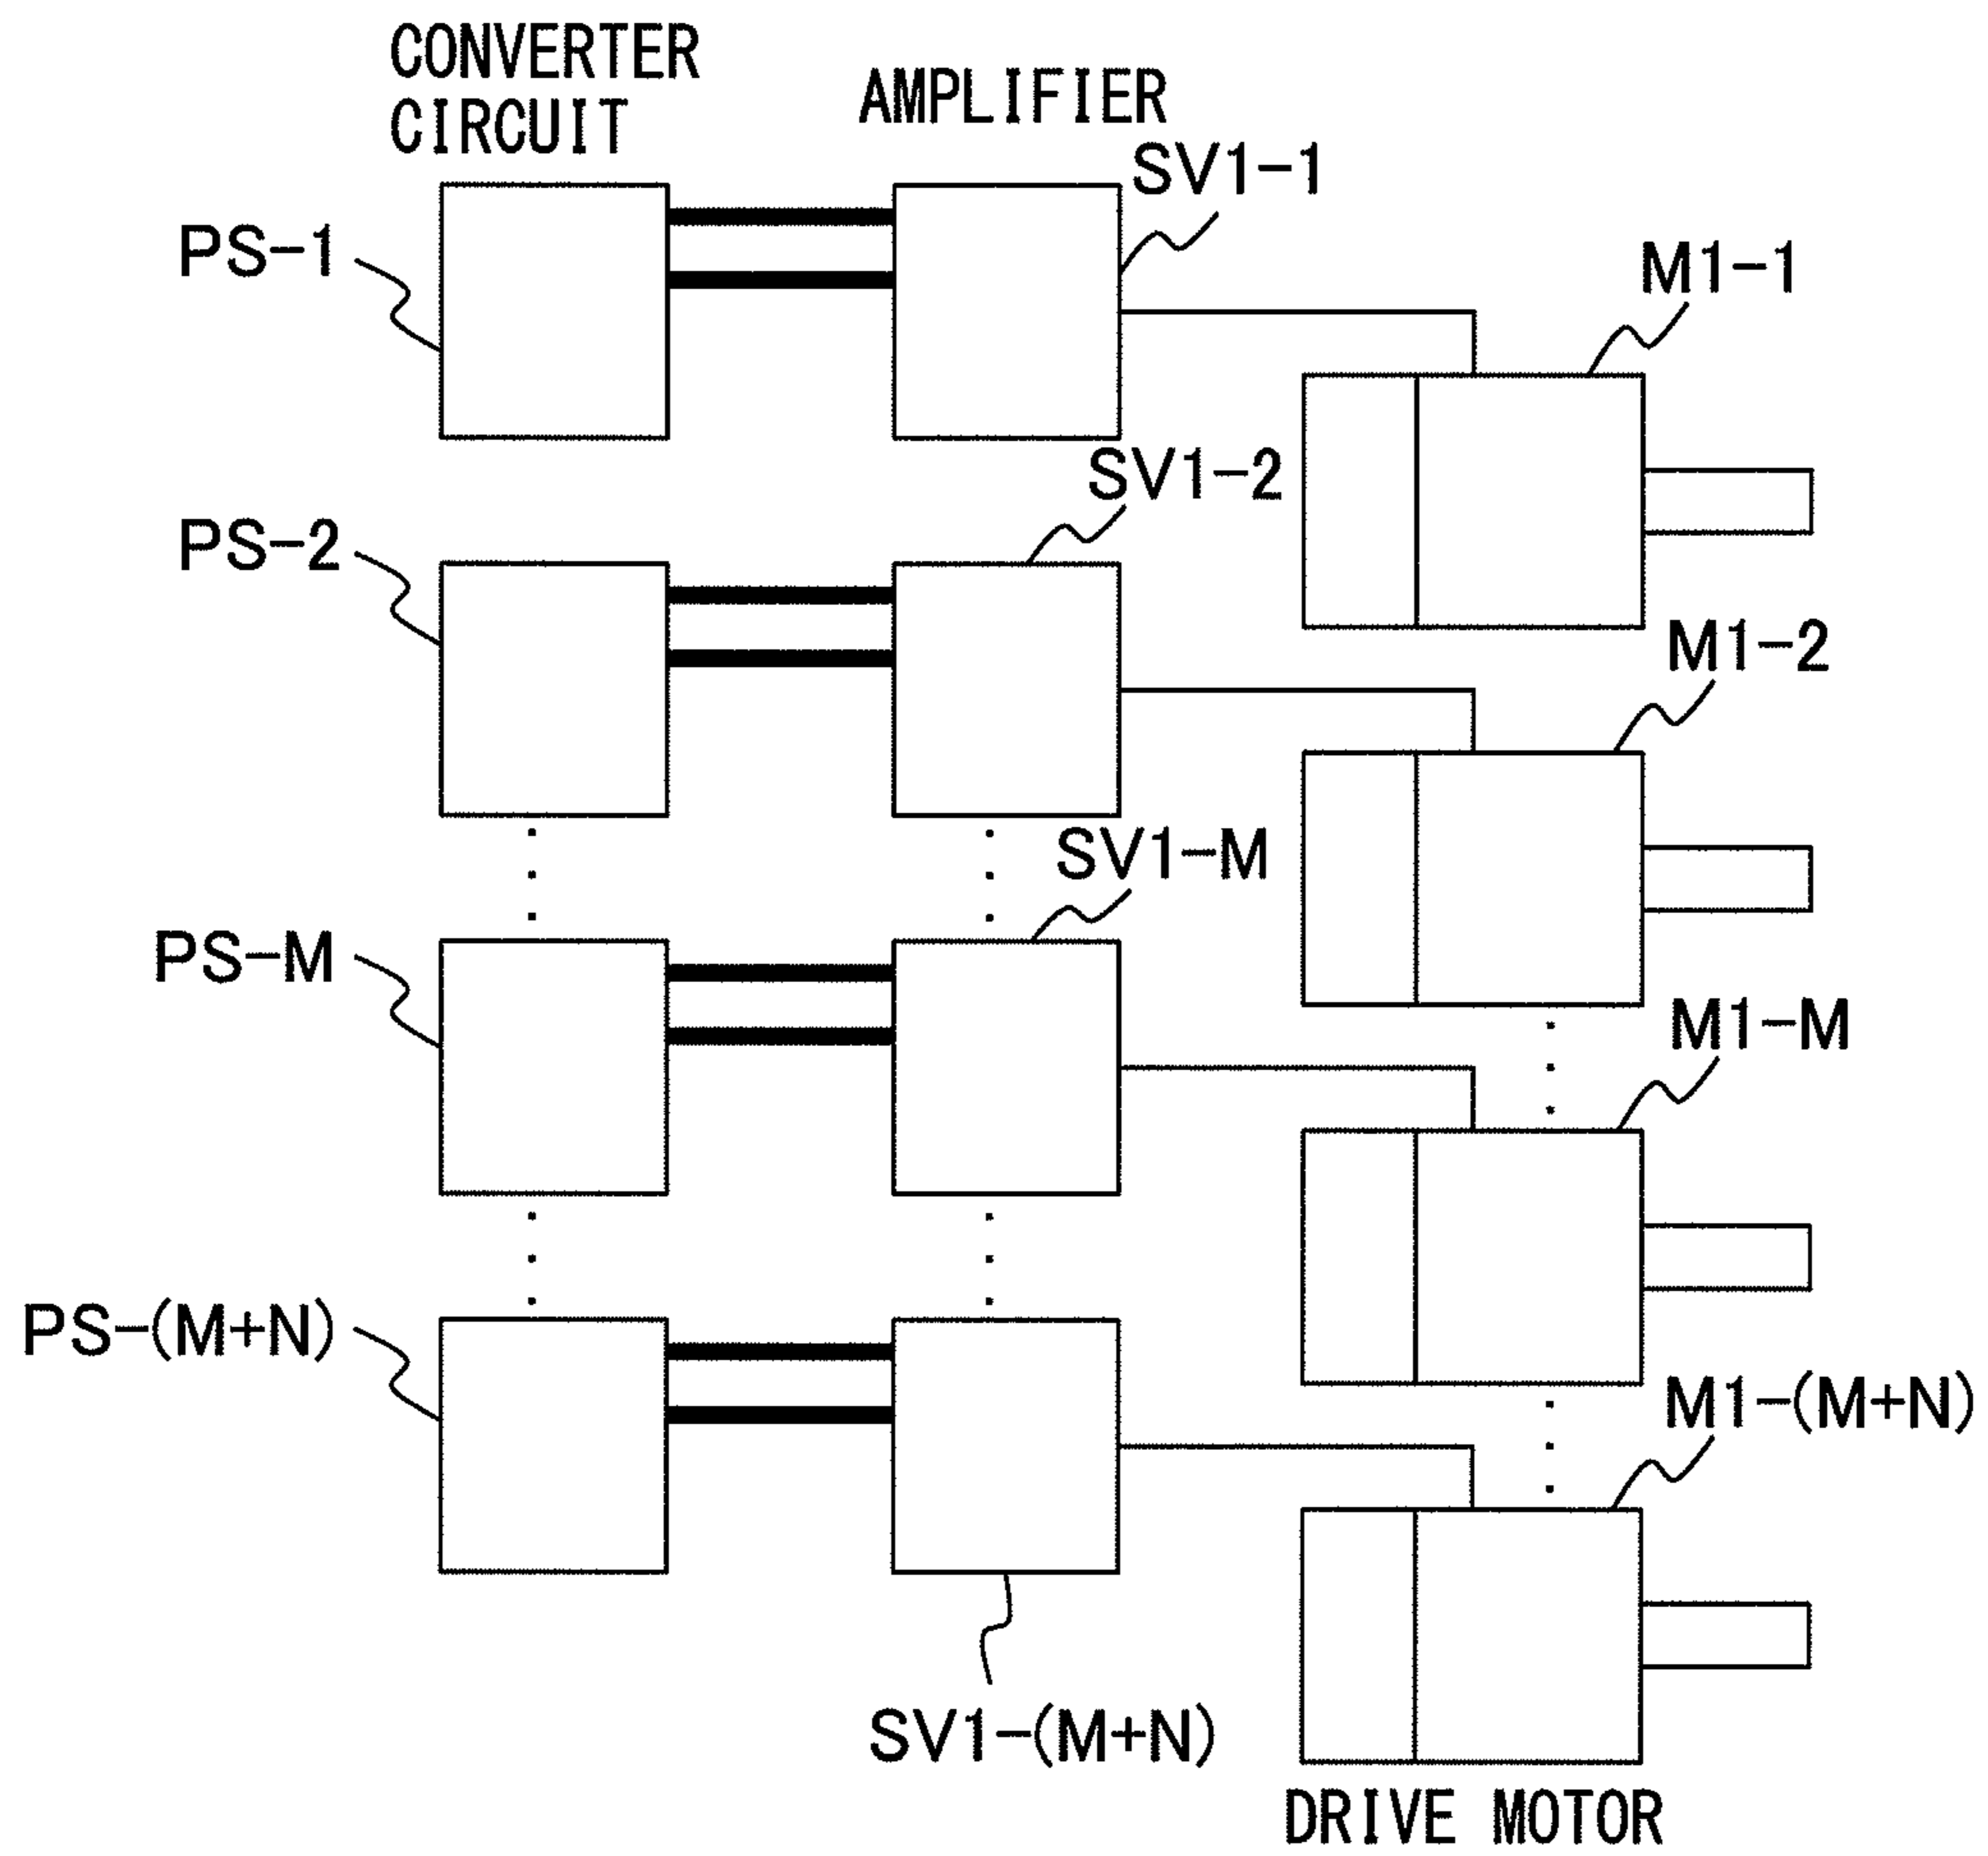 CONVERTER
CIRCUIT
AMPLIFIER
SV1-1
PS-1
M1-1
SV1-2
PS-2
M1-2
SV1-M
PS-M
M1-M
PS-(M+N)
M1-(M+N)
SV1-(M+N)
DRIVE MOTOR